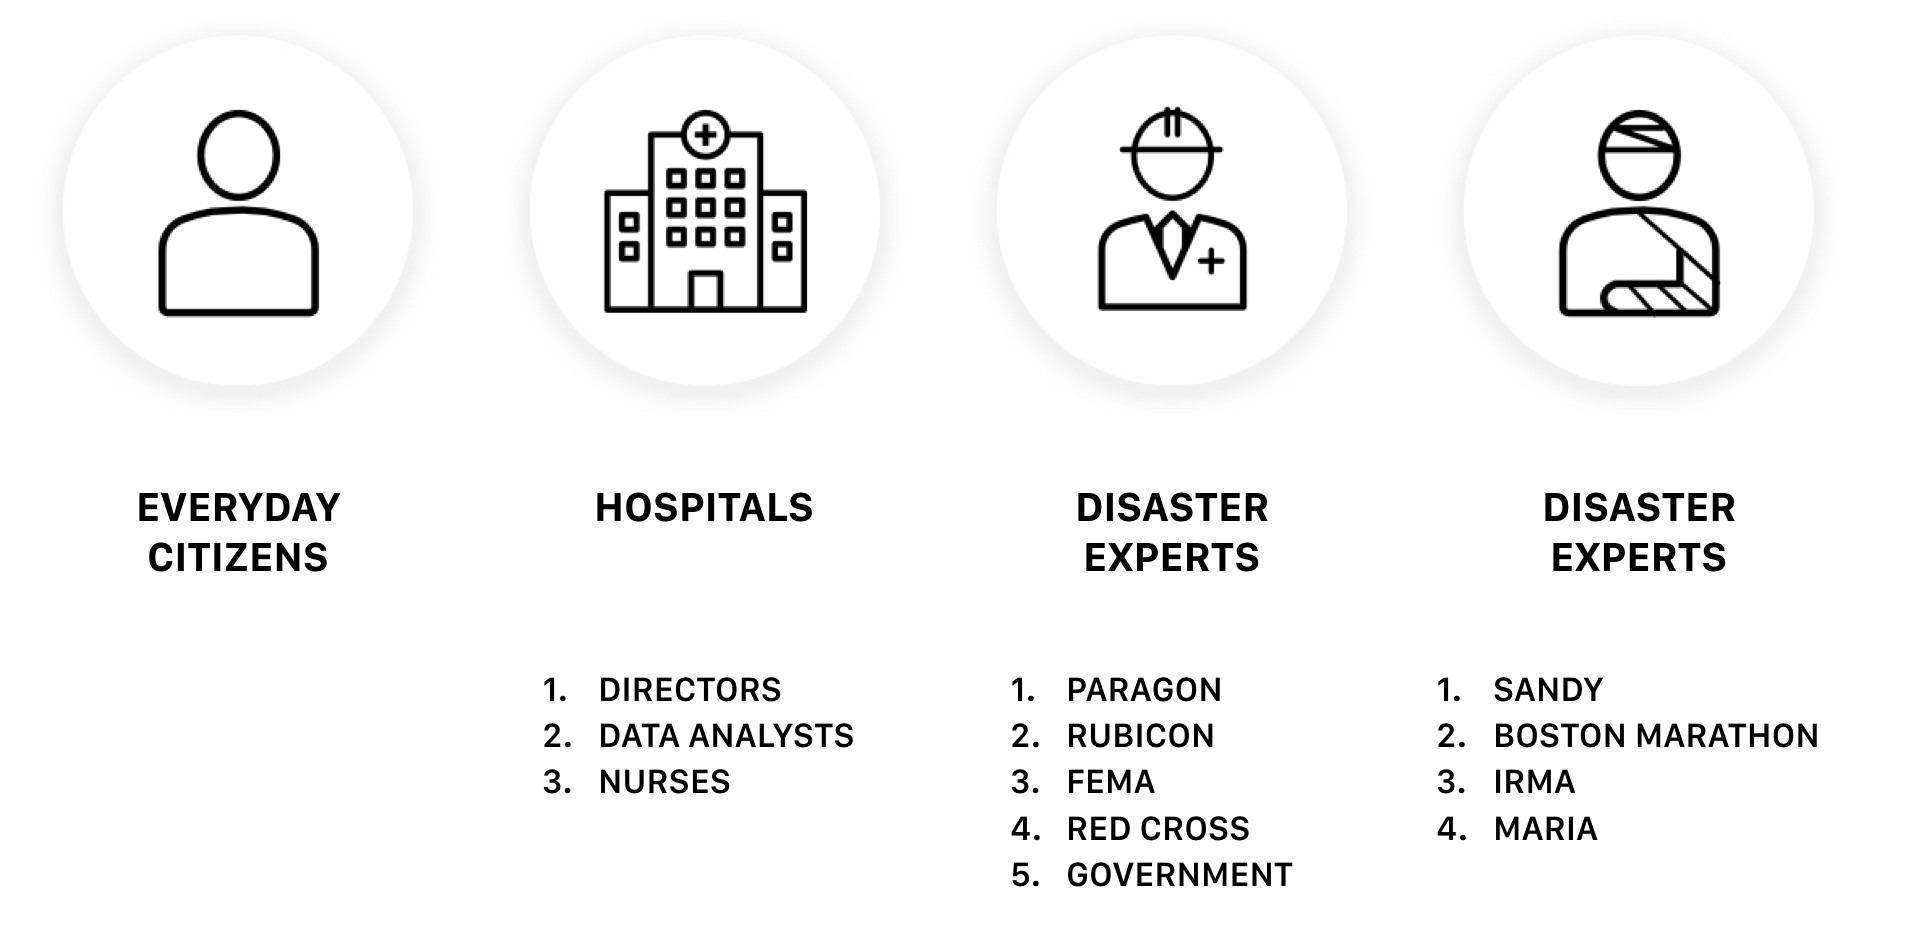 EVERYDAY
CITIZENS
HOSPITALS
1. DIRECTORS
2. DATA ANALYSTS
3. NURSES
DISASTER
EXPERTS
1. PARAGON
2. RUBICON
3. FEMA
4. RED CROSS
5. GOVERNMENT
DISASTER
EXPERTS
1. SANDY
2. BOSTON MARATHON
3. IRMA
4. MARIA